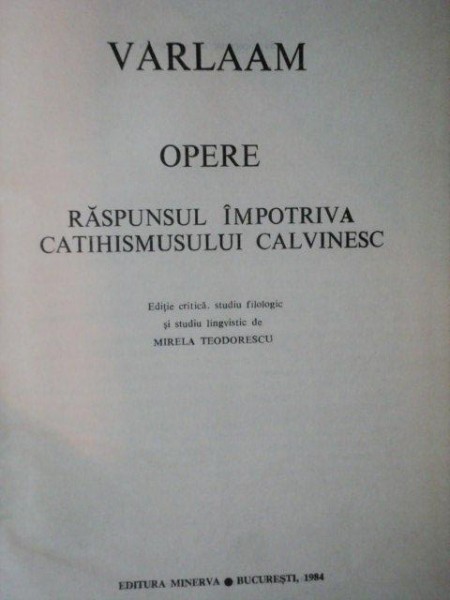 VARLAAM
OPERE
RĂSPUNSUL ÎMPOTRIVA
CATIHISMUSULUI CALVINESC
Ediție critică, studiu filologic
și studiu lingvistic de
MIRELA TEODORESCU
EDITURA MINERVA ● BUCUREȘTI, 1984